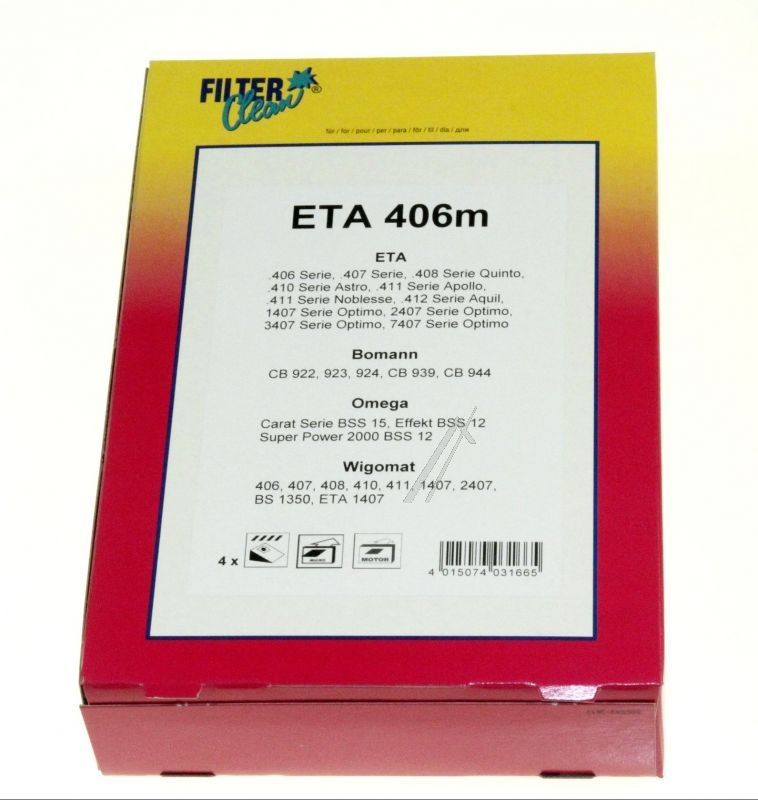 FILTER
Clean®
für / for / pour / per / para / för / til / dla / для
ETA 406m
ETA
.406 Serie, .407 Serie, .408 Serie Quinto,
.410 Serie Astro, .411 Serie Apollo,
.411 Serie Noblesse, .412 Serie Aquil,
1407 Serie Optimo, 2407 Serie Optimo,
3407 Serie Optimo, 7407 Serie Optimo
Bomann
CB 922, 923, 924, CB 939, CB 944
Omega
Carat Serie BSS 15, Effekt BSS 12
Super Power 2000 BSS 12
Wigomat
406, 407, 408, 410, 411, 1407, 2407,
BS 1350, ETA 1407
4 x
MICRO
MOTOR
4 015074 031665